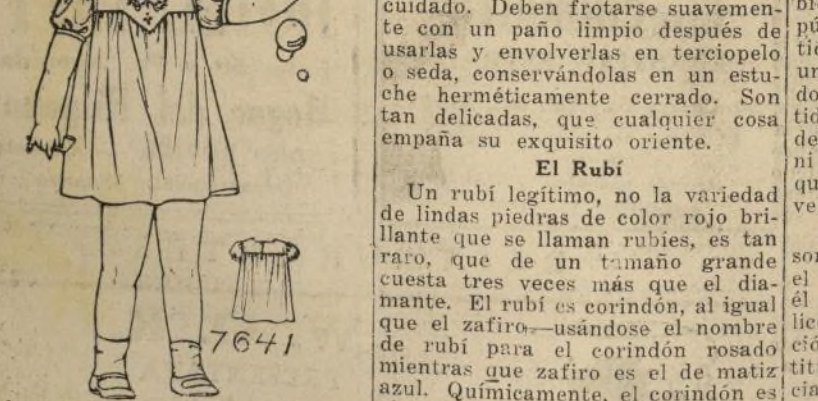 cuidado. Deben frotarse suavemen-
te con un paño limpio después de
usarlas y envolverlas en terciopelo
o seda, conservándolas en un estu-
che herméticamente cerrado. Son
tan delicadas, que cualquier cosa
empaña su exquisito oriente.
El Rubí
Un rubí legítimo, no la variedad
de lindas piedras de color rojo bri-
llante que se llaman rubíes, es tan
raro, que de un tamaño grande
cuesta tres veces más que el dia-
mante. El rubí es corindón, al igual
que el zafiro—usándose el nombre
de rubí para el corindón rosado
mientras que zafiro es el de matiz
azul. Químicamente, el corindón es
7641